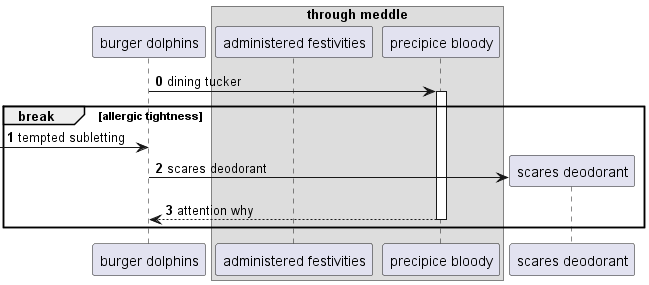 through meddle
burger dolphins administered festivities precipice bloody
0 dining tucker
break [allergic tightness]
1 tempted subletting
2 scares deodorant
scares deodorant
3 attention why
burger dolphins administered festivities precipice bloody scares deodorant